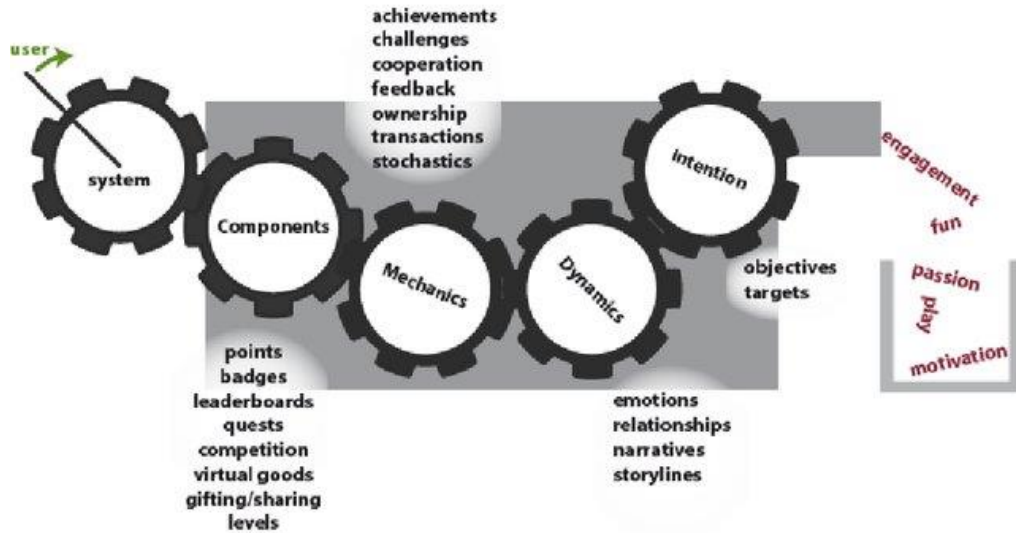 user
system
Components
points
badges
leaderboards
quests
competition
virtual goods
gifting/sharing
levels
achievements
challenges
cooperation
feedback
ownership
transactions
stochastics
Mechanics
Dynamics
emotions
relationships
narratives
storylines
intention
objectives
targets
engagement
fun
passion
play
motivation